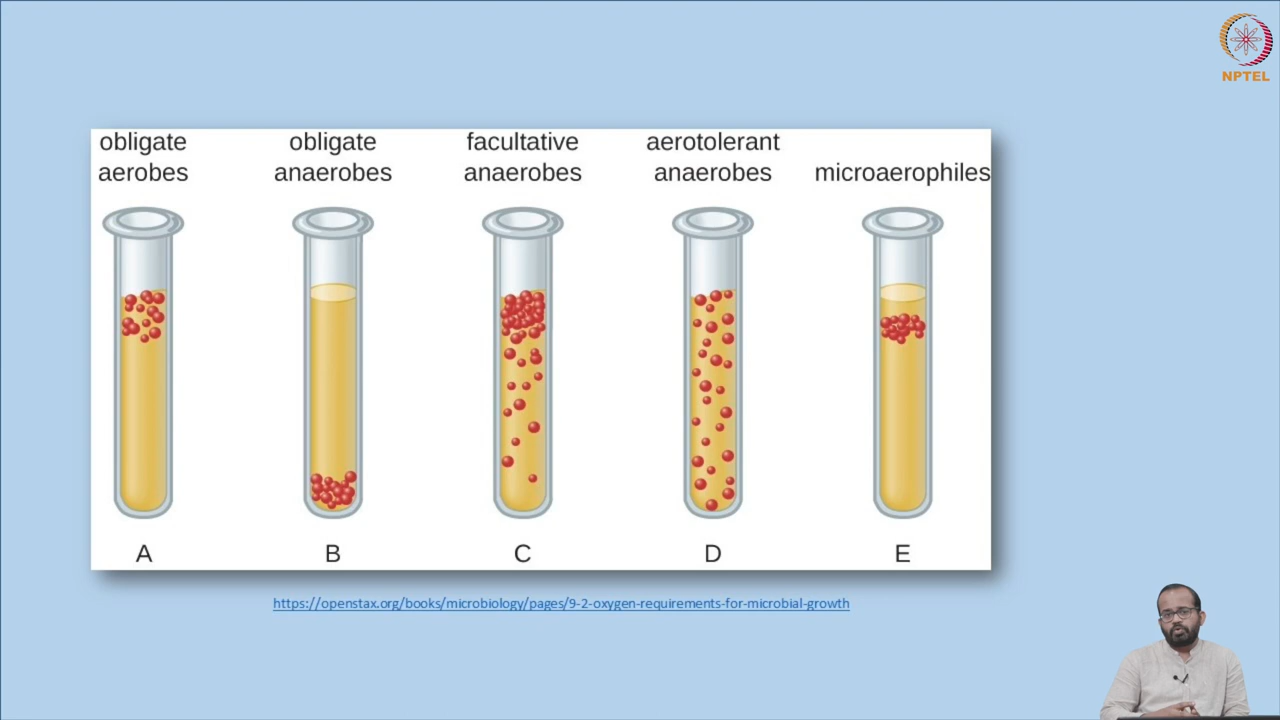 NPTEL
obligate
aerobes
obligate
anaerobes
facultative
anaerobes
aerotolerant
anaerobes
microaerophiles
A
B
C
D
E
https://openstax.org/books/microbiology/pages/9-2-oxygen-requirements-for-microbial-growth